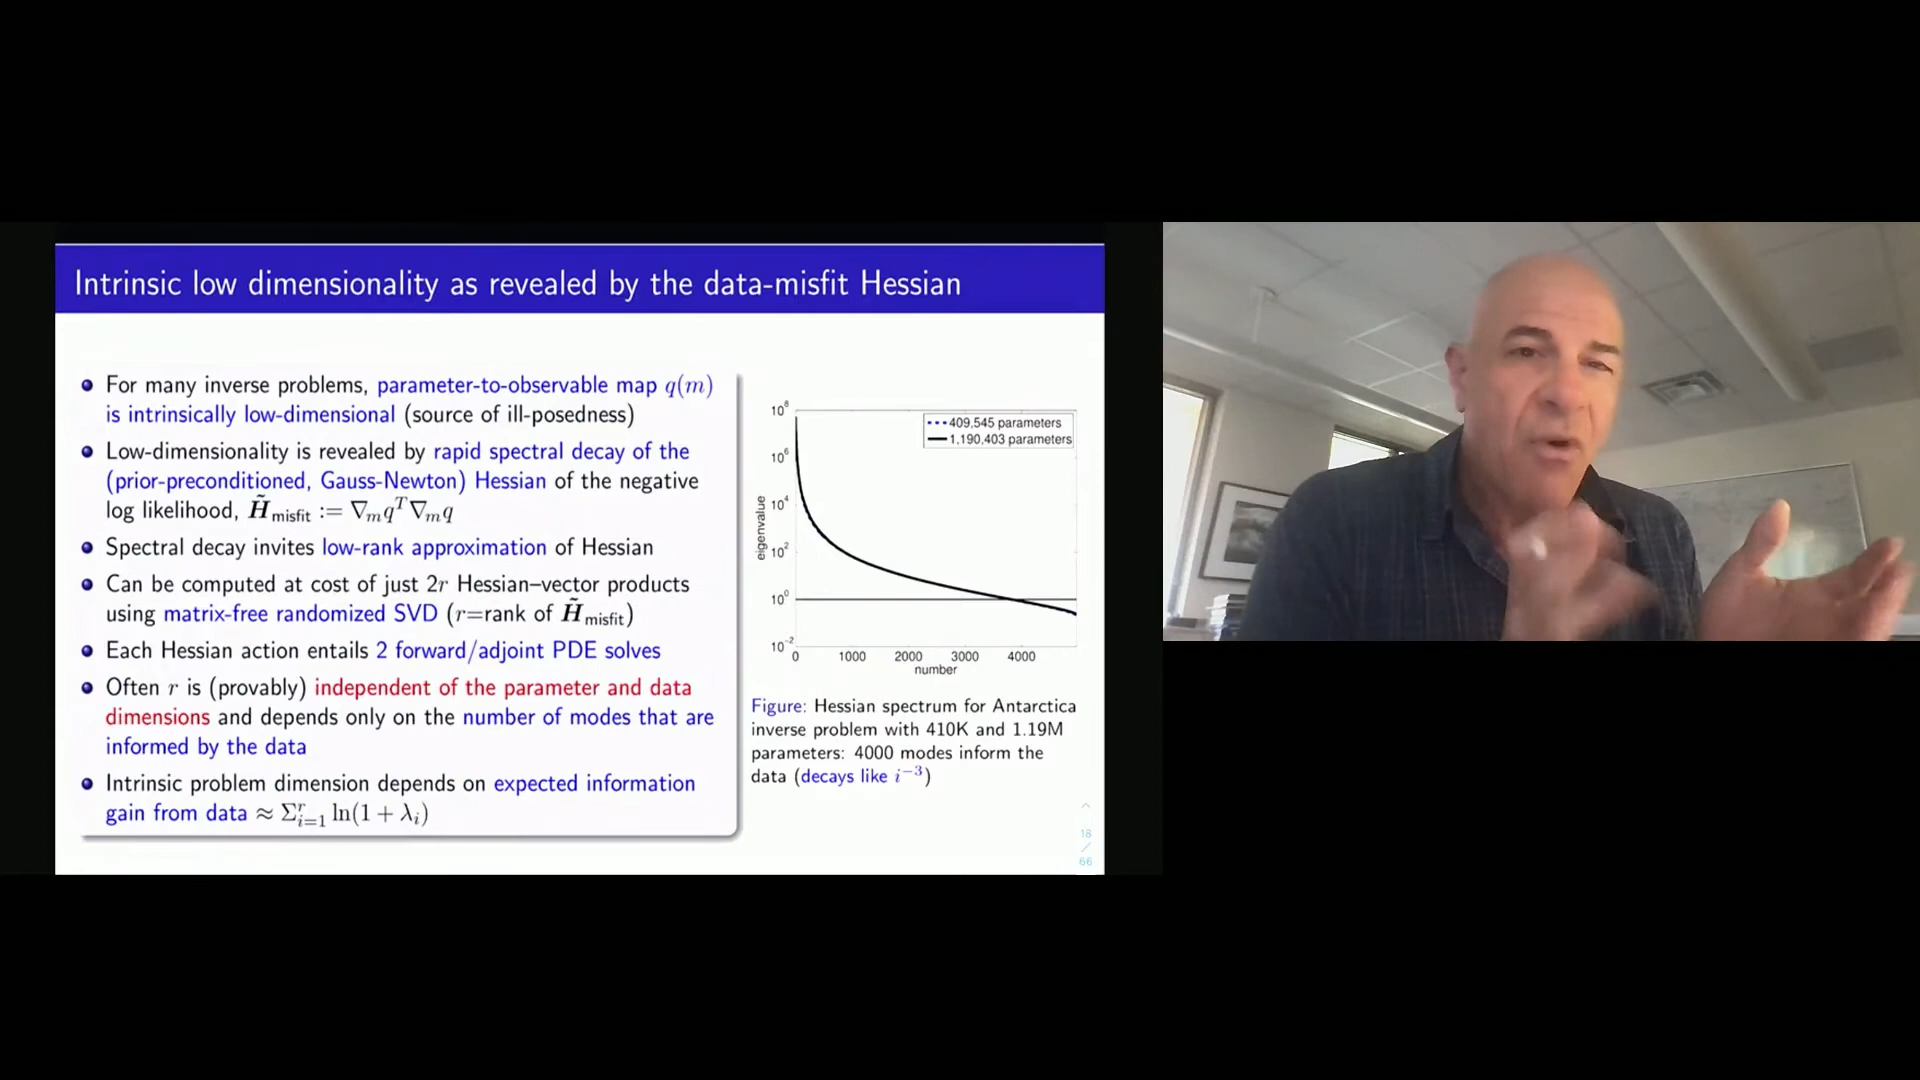 Intrinsic low dimensionality as revealed by the data-misfit Hessian
For many inverse problems, parameter-to-observable map q(m)
is intrinsically low-dimensional (source of ill-posedness)
Low-dimensionality is revealed by rapid spectral decay of the
(prior-preconditioned, Gauss-Newton) Hessian of the negative
log likelihood, H̃misfit := ∇ₘqᵀ∇ₘq
Spectral decay invites low-rank approximation of Hessian
Can be computed at cost of just 2r Hessian–vector products
using matrix-free randomized SVD (r=rank of H̃misfit)
Each Hessian action entails 2 forward/adjoint PDE solves
Often r is (provably) independent of the parameter and data
dimensions and depends only on the number of modes that are
informed by the data
Intrinsic problem dimension depends on expected information
gain from data ≈ Σʳᵢ₌₁ ln(1 + λᵢ)
409,545 parameters
1,190,403 parameters
10⁸
10⁶
10⁴
10²
10⁰
10⁻²
eigenvalue
0 1000 2000 3000 4000
number
Figure: Hessian spectrum for Antarctica
inverse problem with 410K and 1.19M
parameters: 4000 modes inform the
data (decays like i⁻³)
18
/
66